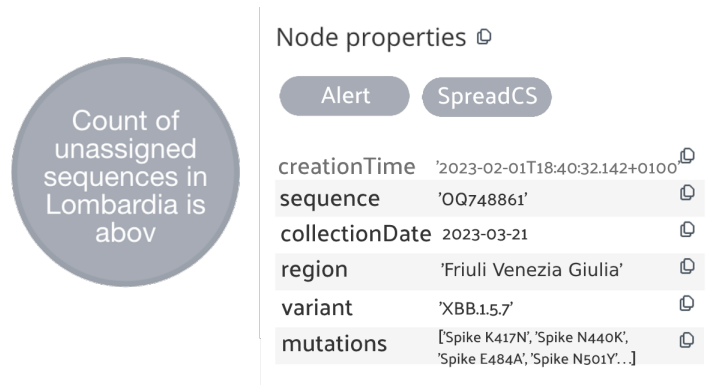 Count of
unassigned
sequences in
Lombardia is
abov
Node properties
Alert SpreadCS
creationTime '2023-02-01T18:40:32.142+0100'
sequence 'OQ748861'
collectionDate 2023-03-21
region 'Friuli Venezia Giulia'
variant 'XBB.1.5.7'
mutations ['Spike K417N', 'Spike N440K',
'Spike E484A', 'Spike N501Y'...]